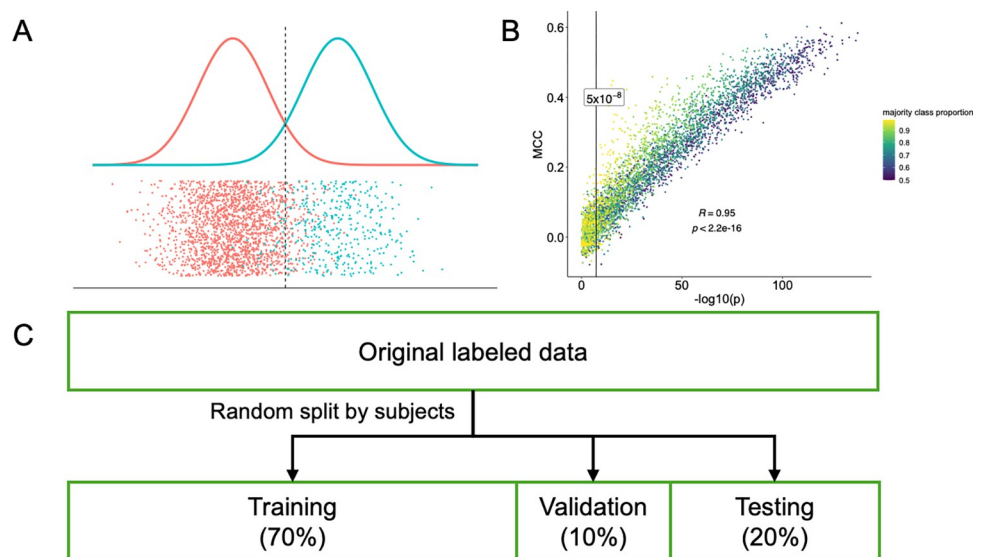 A
B
0.6
0.4
0.2
0.0
MCC
5x10⁻⁸
R = 0.95
p < 2.2e-16
0
50
100
-log10(p)
majority class proportion
0.9
0.8
0.7
0.6
0.5
C
Original labeled data
Random split by subjects
Training
(70%)
Validation
(10%)
Testing
(20%)